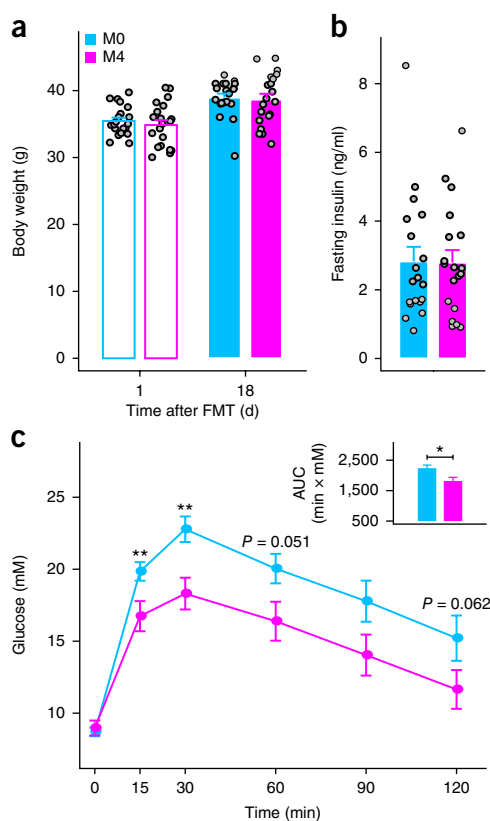 a
M0
M4
Body weight (g)
40
30
20
10
0
1
18
Time after FMT (d)
b
Fasting insulin (ng/ml)
8
6
4
2
0
c
Glucose (mM)
25
20
15
10
**
**
P = 0.051
P = 0.062
AUC
(min × mM)
2,500
1,500
500
*
0
15
30
60
90
120
Time (min)